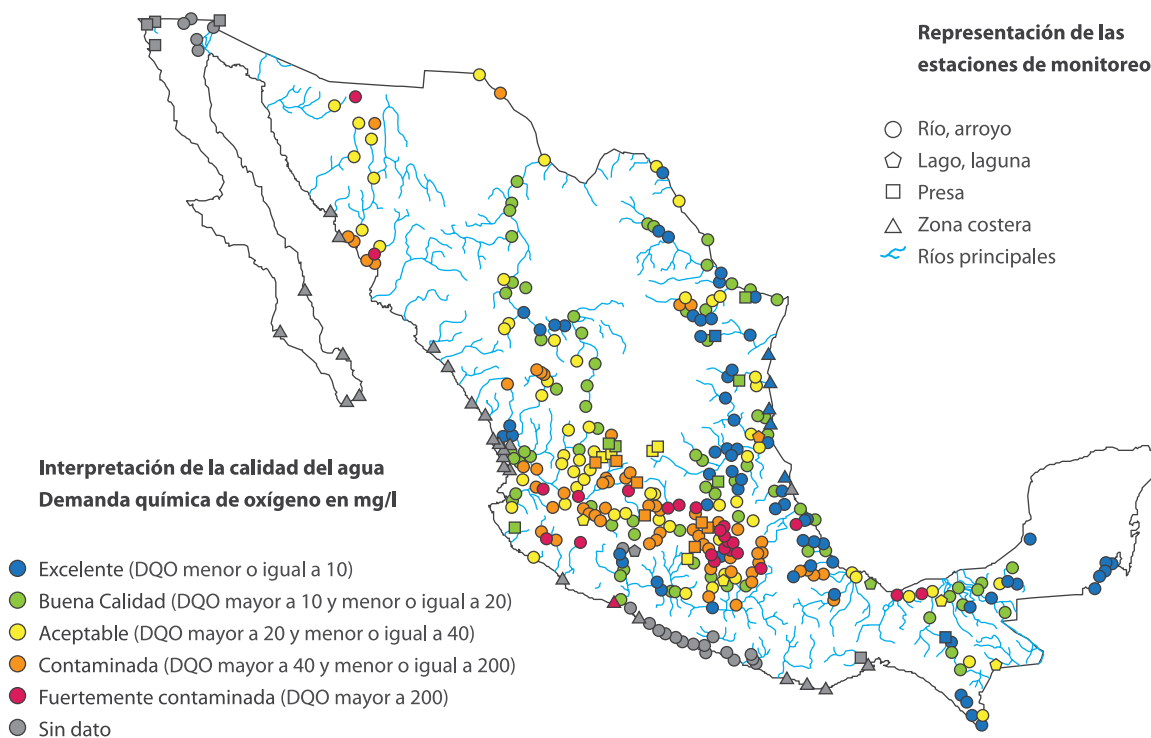 Representación de las
estaciones de monitoreo
Río, arroyo
Lago, laguna
Presa
Zona costera
Ríos principales
Interpretación de la calidad del agua
Demanda química de oxígeno en mg/l
Excelente (DQO menor o igual a 10)
Buena Calidad (DQO mayor a 10 y menor o igual a 20)
Aceptable (DQO mayor a 20 y menor o igual a 40)
Contaminada (DQO mayor a 40 y menor o igual a 200)
Fuertemente contaminada (DQO mayor a 200)
Sin dato